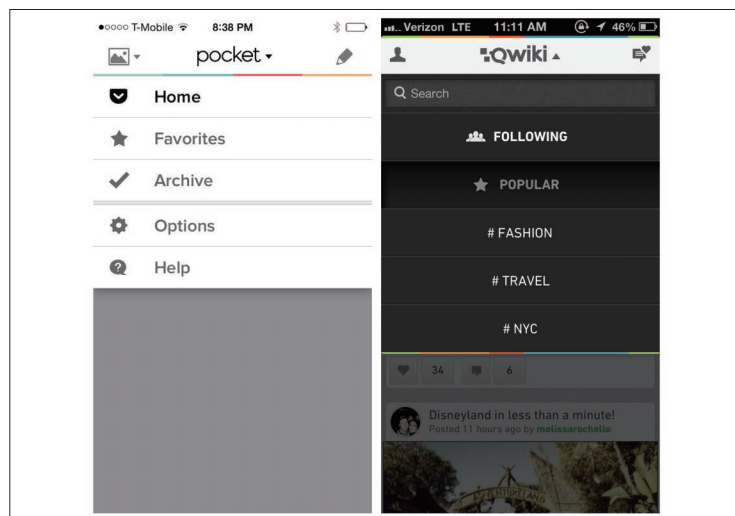 T-Mobile 8:38 PM
pocket
Home
Favorites
Archive
Options
Help
Verizon LTE 11:11 AM 46%
Qwiki
Search
FOLLOWING
POPULAR
# FASHION
# TRAVEL
# NYC
34 6
Disneyland in less than a minute!
Posted 11 hours ago by melissarochelle
ADVENTURELAND